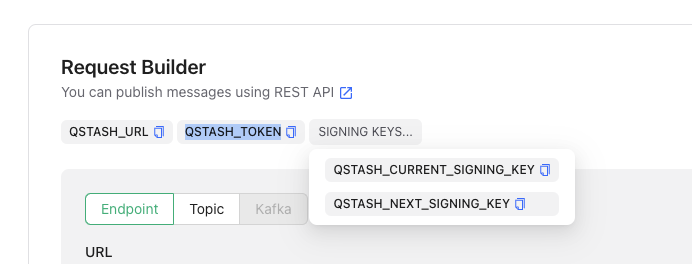 Request Builder
You can publish messages using REST API
QSTASH_URL QSTASH_TOKEN SIGNING KEYS...
QSTASH_CURRENT_SIGNING_KEY
QSTASH_NEXT_SIGNING_KEY
Endpoint Topic Kafka
URL